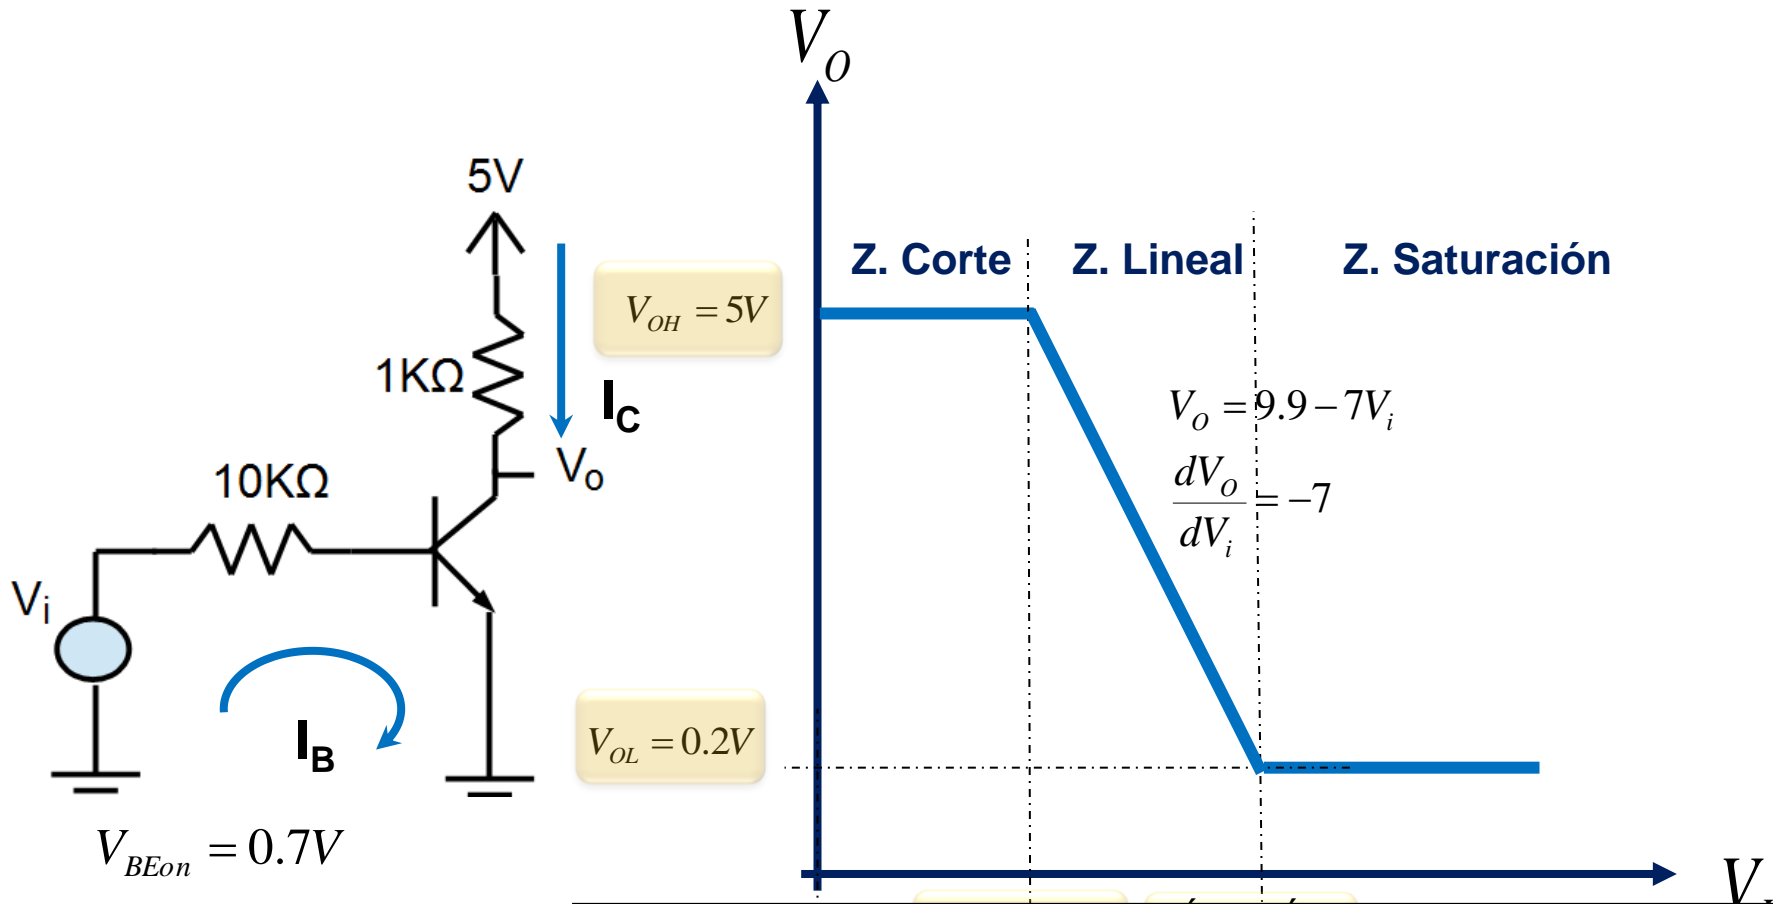 V_O
5V
Z. Corte
Z. Lineal
Z. Saturación
V_OH = 5V
1KΩ
I_C
V_O = 9.9 − 7V_i
V_o
10KΩ
dV_O
dV_i
= −7
V_i
I_B
V_OL = 0.2V
V_BEon = 0.7V